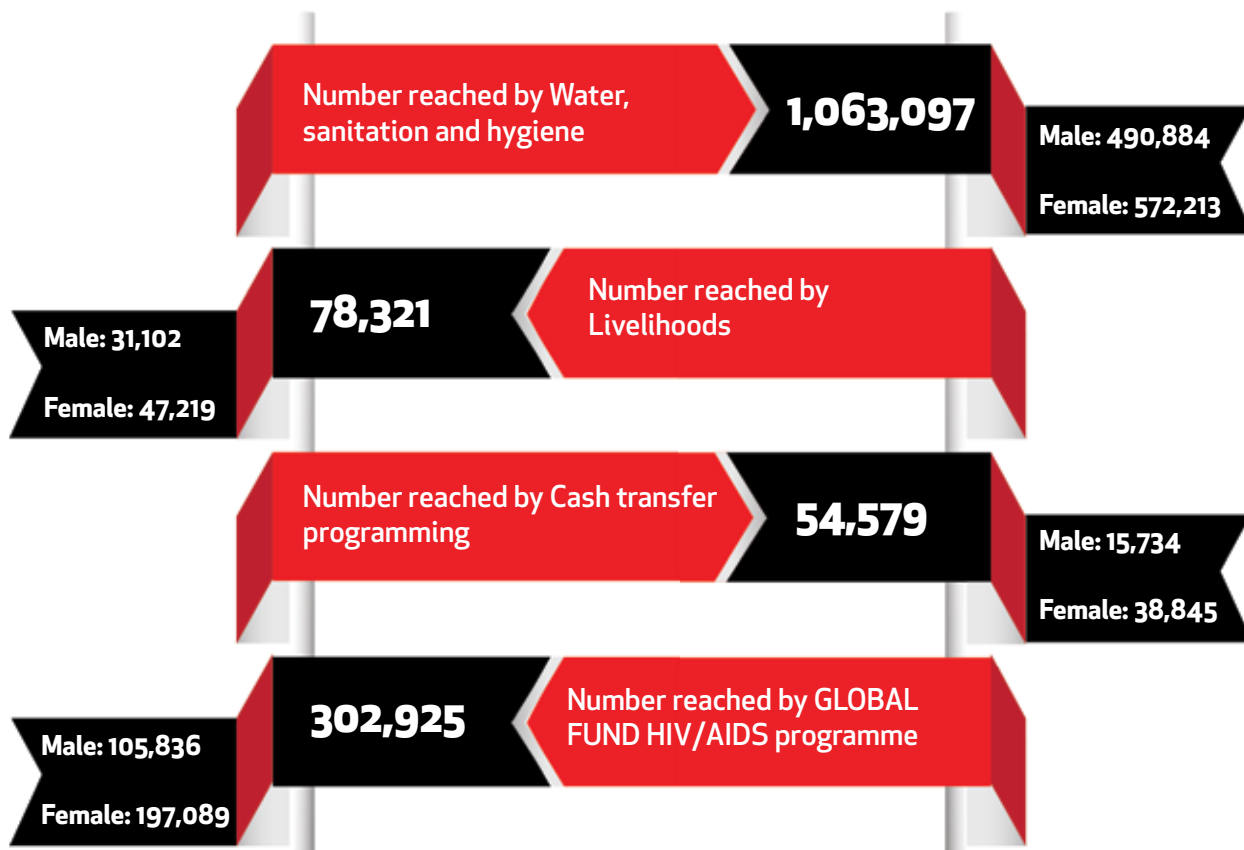 Number reached by Water,
sanitation and hygiene
1,063,097
Male: 490,884
Female: 572,213
78,321
Number reached by
Livelihoods
Male: 31,102
Female: 47,219
Number reached by Cash transfer
programming
54,579
Male: 15,734
Female: 38,845
302,925
Number reached by GLOBAL
FUND HIV/AIDS programme
Male: 105,836
Female: 197,089